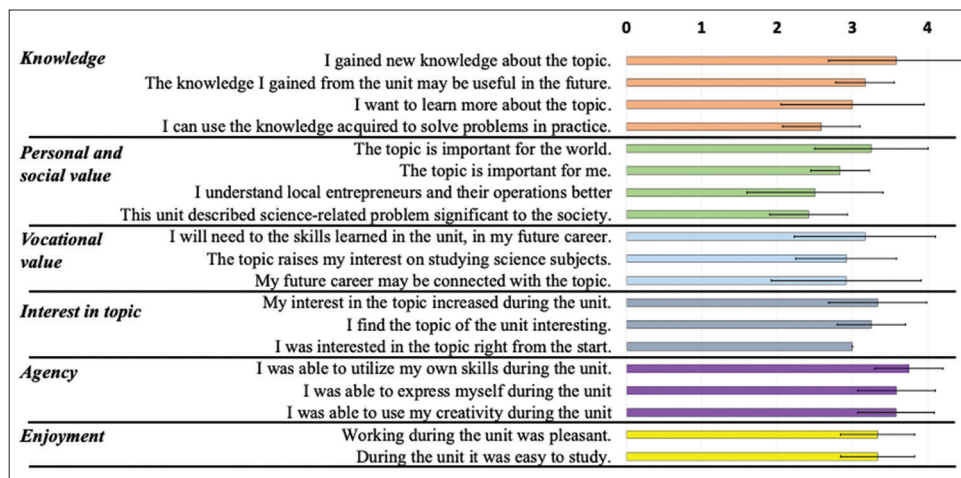 0 1 2 3 4
Knowledge
I gained new knowledge about the topic.
The knowledge I gained from the unit may be useful in the future.
I want to learn more about the topic.
I can use the knowledge acquired to solve problems in practice.
Personal and
social value
The topic is important for the world.
The topic is important for me.
I understand local entrepreneurs and their operations better
This unit described science-related problem significant to the society.
Vocational
value
I will need to the skills learned in the unit, in my future career.
The topic raises my interest on studying science subjects.
My future career may be connected with the topic.
Interest in topic
My interest in the topic increased during the unit.
I find the topic of the unit interesting.
I was interested in the topic right from the start.
Agency
I was able to utilize my own skills during the unit.
I was able to express myself during the unit
I was able to use my creativity during the unit
Enjoyment
Working during the unit was pleasant.
During the unit it was easy to study.